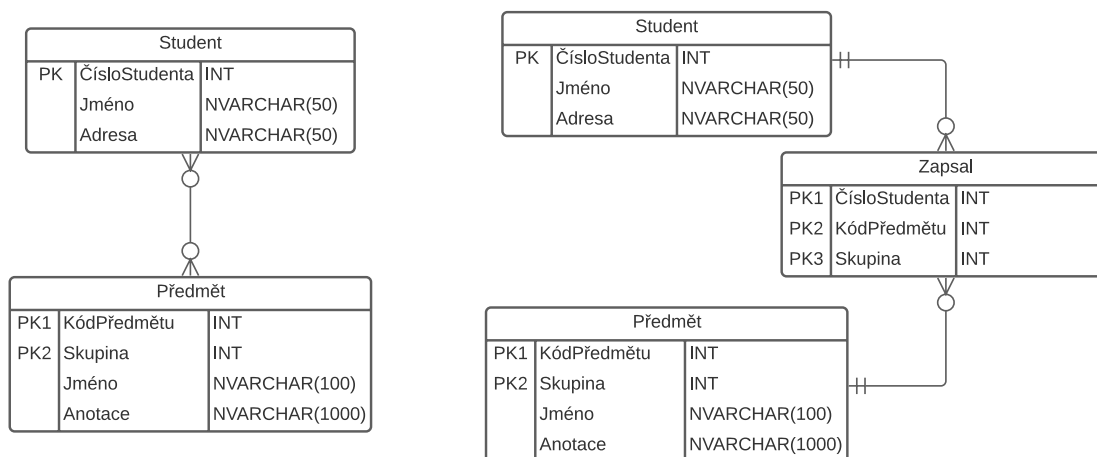 Student
PK ČísloStudenta INT
Jméno NVARCHAR(50)
Adresa NVARCHAR(50)
Předmět
PK1 KódPředmětu INT
PK2 Skupina INT
Jméno NVARCHAR(100)
Anotace NVARCHAR(1000)
Student
PK ČísloStudenta INT
Jméno NVARCHAR(50)
Adresa NVARCHAR(50)
Zapsal
PK1 ČísloStudenta INT
PK2 KódPředmětu INT
PK3 Skupina INT
Předmět
PK1 KódPředmětu INT
PK2 Skupina INT
Jméno NVARCHAR(100)
Anotace NVARCHAR(1000)